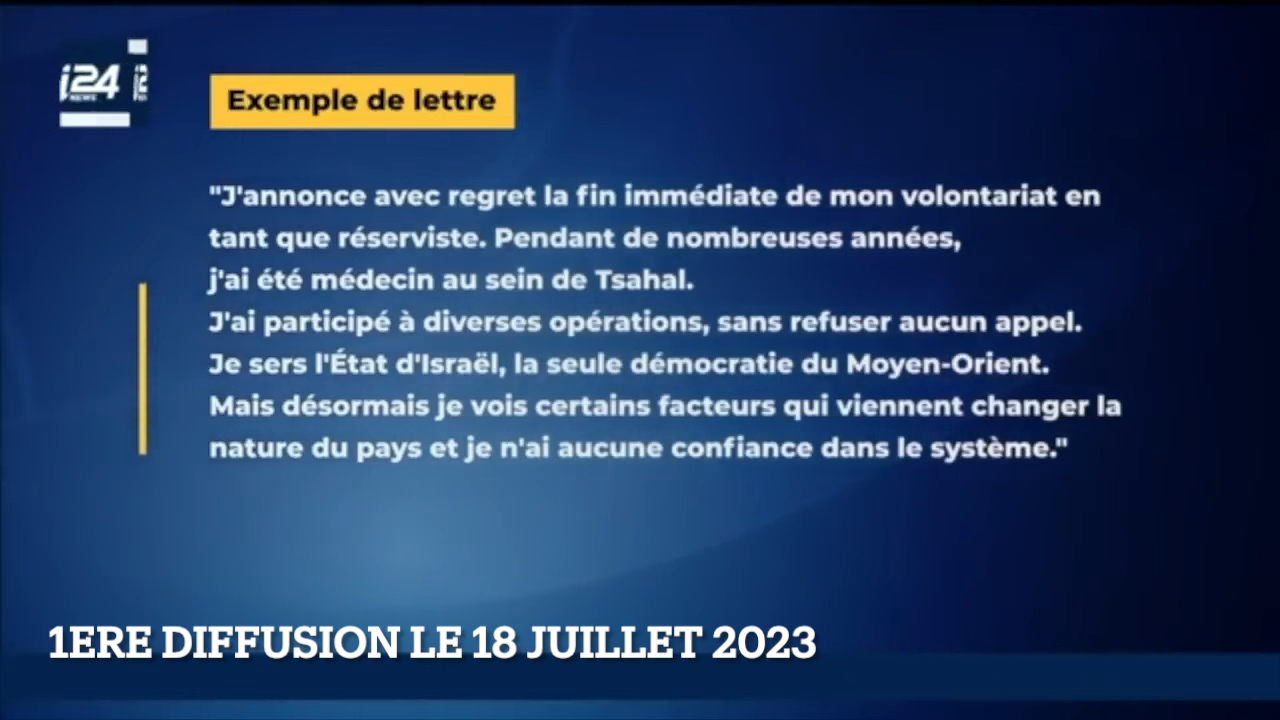 i24
NEWS
Exemple de lettre
"J'annonce avec regret la fin immédiate de mon volontariat en
tant que réserviste. Pendant de nombreuses années,
j'ai été médecin au sein de Tsahal.
J'ai participé à diverses opérations, sans refuser aucun appel.
Je sers l'État d'Israël, la seule démocratie du Moyen-Orient.
Mais désormais je vois certains facteurs qui viennent changer la
nature du pays et je n'ai aucune confiance dans le système."
1ERE DIFFUSION LE 18 JUILLET 2023